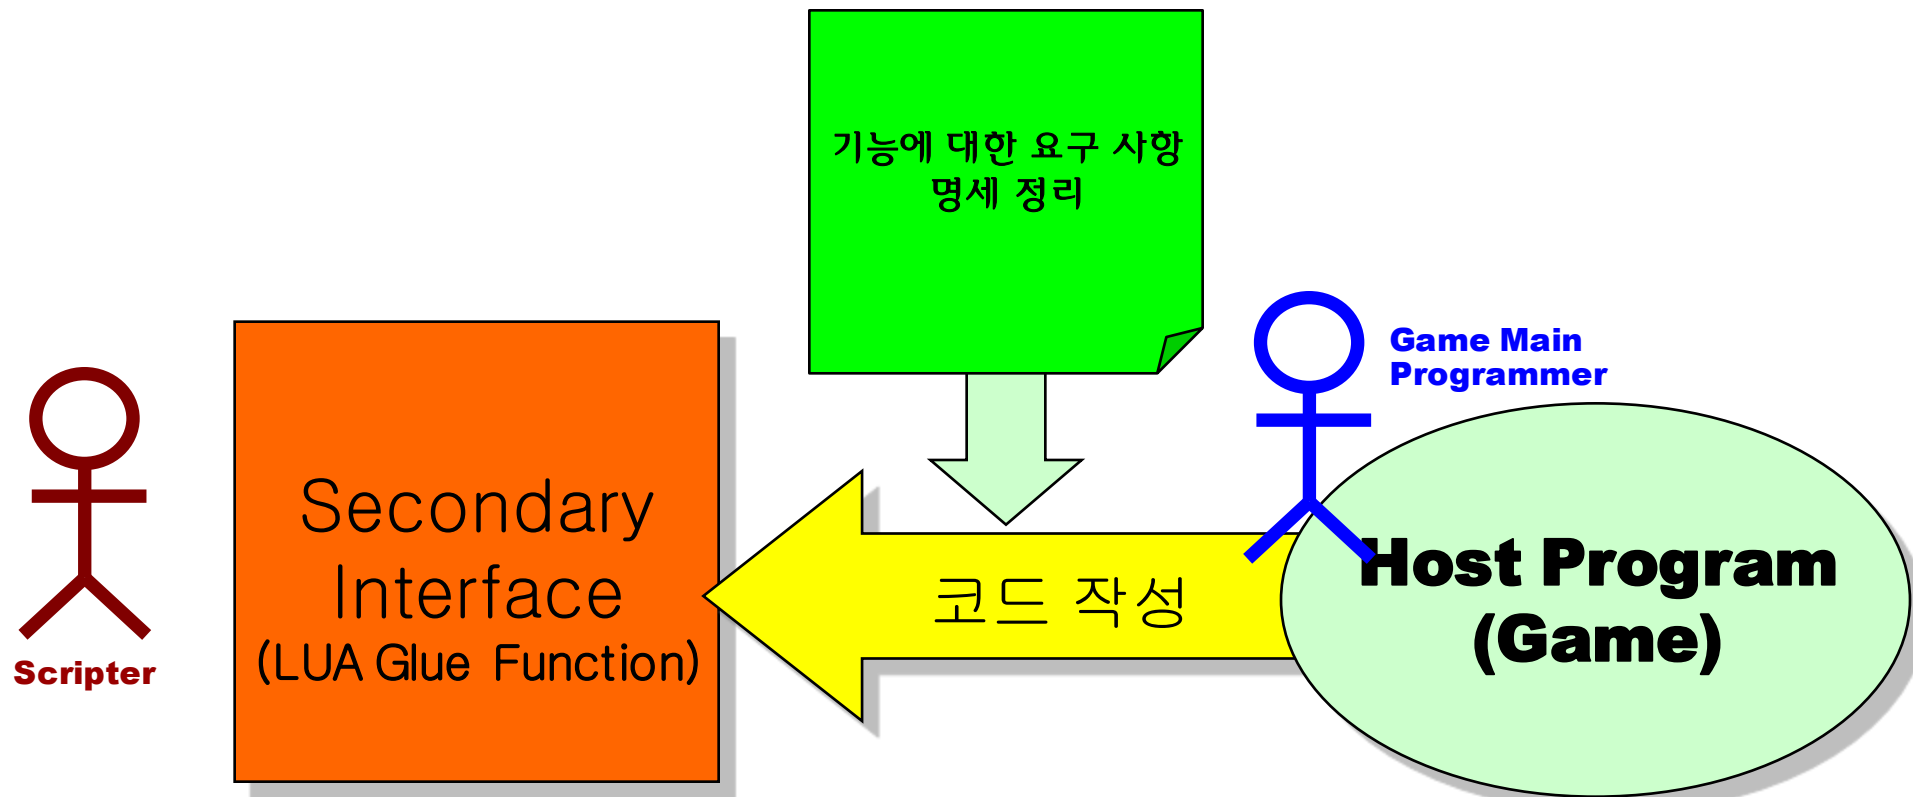 기능에 대한 요구 사항
명세 정리
Game Main
Programmer
Secondary
Interface
(LUA Glue Function)
코드 작성
Host Program
(Game)
Scripter